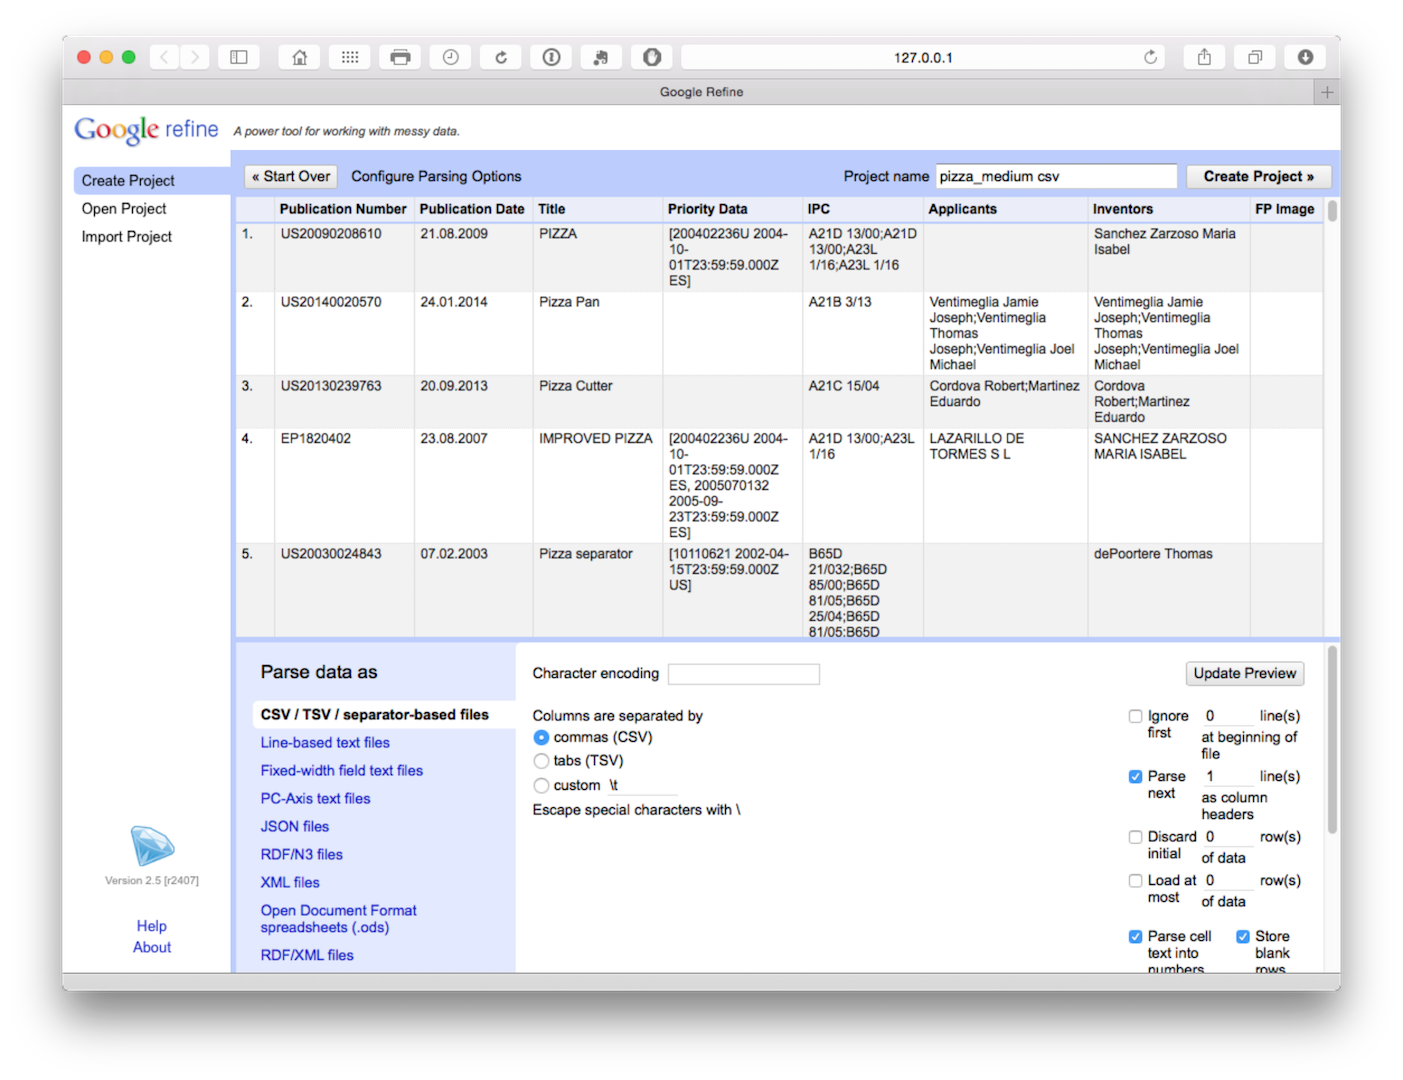 127.0.0.1
Google Refine
Google refine A power tool for working with messy data.
Create Project
Open Project
Import Project
« Start Over Configure Parsing Options Project name pizza_medium csv Create Project »
Publication Number Publication Date Title Priority Data IPC Applicants Inventors FP Image
1. US20090208610 21.08.2009 PIZZA [200402236U 2004- A21D 13/00;A21D Sanchez Zarzoso Maria
10- 13/00;A23L Isabel
01T23:59:59.000Z 1/16;A23L 1/16
ES]
2. US20140020570 24.01.2014 Pizza Pan A21B 3/13 Ventimeglia Jamie Ventimeglia Jamie
Joseph;Ventimeglia Joseph;Ventimeglia
Thomas Thomas
Joseph;Ventimeglia Joel Joseph;Ventimeglia Joel
Michael Michael
3. US20130239763 20.09.2013 Pizza Cutter A21C 15/04 Cordova Robert;Martinez Cordova
Eduardo Robert;Martinez
Eduardo
4. EP1820402 23.08.2007 IMPROVED PIZZA [200402236U 2004- A21D 13/00;A23L LAZARILLO DE SANCHEZ ZARZOSO
10- 1/16 TORMES S L MARIA ISABEL
01T23:59:59.000Z
ES, 2005070132
2005-09-
23T23:59:59.000Z
ES]
5. US20030024843 07.02.2003 Pizza separator [10110621 2002-04- B65D dePoortere Thomas
15T23:59:59.000Z 21/032;B65D
US] 85/00;B65D
81/05;B65D
25/04;B65D
81/05;B65D
Parse data as
CSV / TSV / separator-based files
Line-based text files
Fixed-width field text files
PC-Axis text files
JSON files
RDF/N3 files
XML files
Open Document Format
spreadsheets (.ods)
RDF/XML files
Character encoding
Update Preview
Columns are separated by
commas (CSV)
tabs (TSV)
custom \t
Escape special characters with \
Ignore 0 line(s)
first at beginning of
file
Parse 1 line(s)
next as column
headers
Discard 0 row(s)
initial of data
Load at 0 row(s)
most of data
Parse cell Store
text into blank
numbers rows
Version 2.5 [r2407]
Help
About